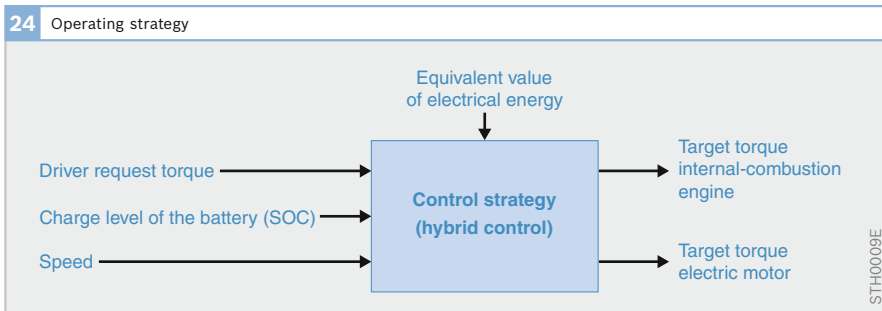 24 Operating strategy
Equivalent value
of electrical energy
Driver request torque
Charge level of the battery (SOC)
Speed
Control strategy
(hybrid control)
Target torque
internal-combustion
engine
Target torque
electric motor
STH0009E